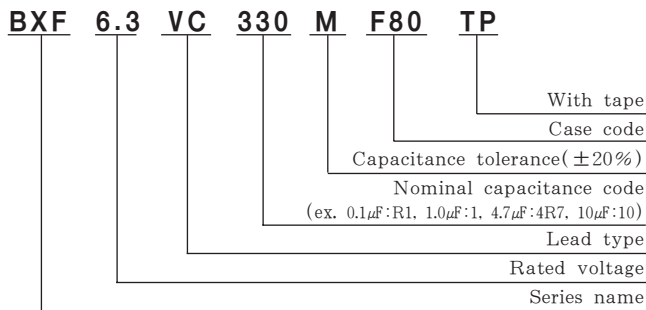 BXF 6.3 VC 330 M F80 TP
With tape
Case code
Capacitance tolerance(±20%)
Nominal capacitance code
(ex. 0.1µF:R1, 1.0µF:1, 4.7µF:4R7, 10µF:10)
Lead type
Rated voltage
Series name